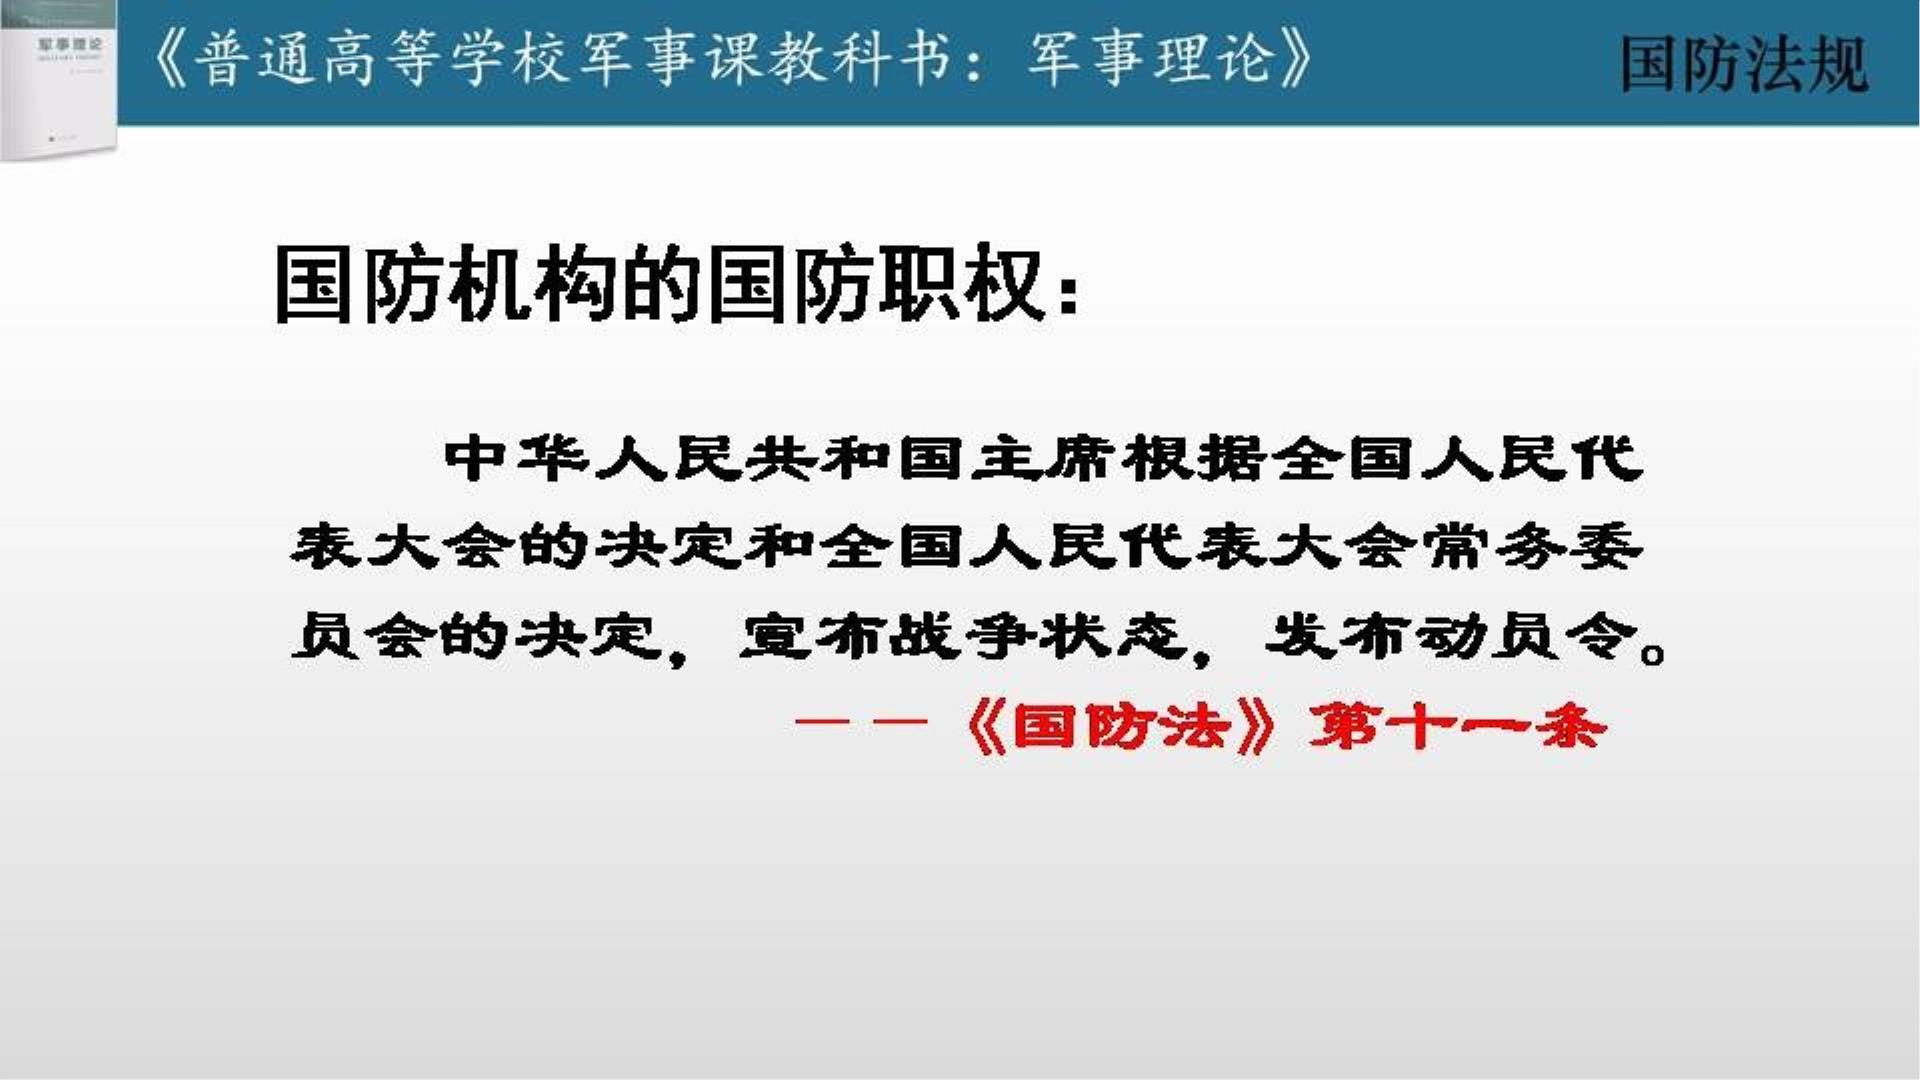 军事理论
《普通高等学校军事课教科书：军事理论》
国防法规
国防机构的国防职权：
中华人民共和国主席根据全国人民代
表大会的决定和全国人民代表大会常务委
员会的决定，宣布战争状态，发布动员令。
——《国防法》第十一条